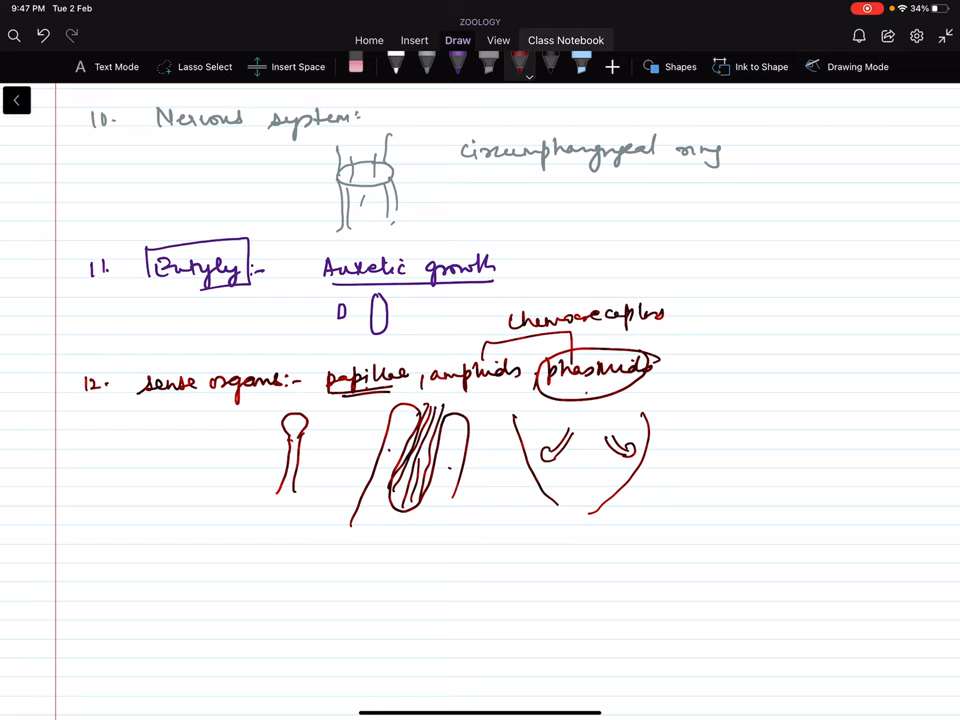 9:47 PM Tue 2 Feb
34%
ZOOLOGY
Home Insert Draw View Class Notebook
Text Mode Lasso Select Insert Space Shapes Ink to Shape Drawing Mode
10. Nervous system:-
circumpharyngeal ring
11. Eutyly:- Auxetic growth
D
chemoreceptors
12. sense organs:- papillae, amphids, phasmids